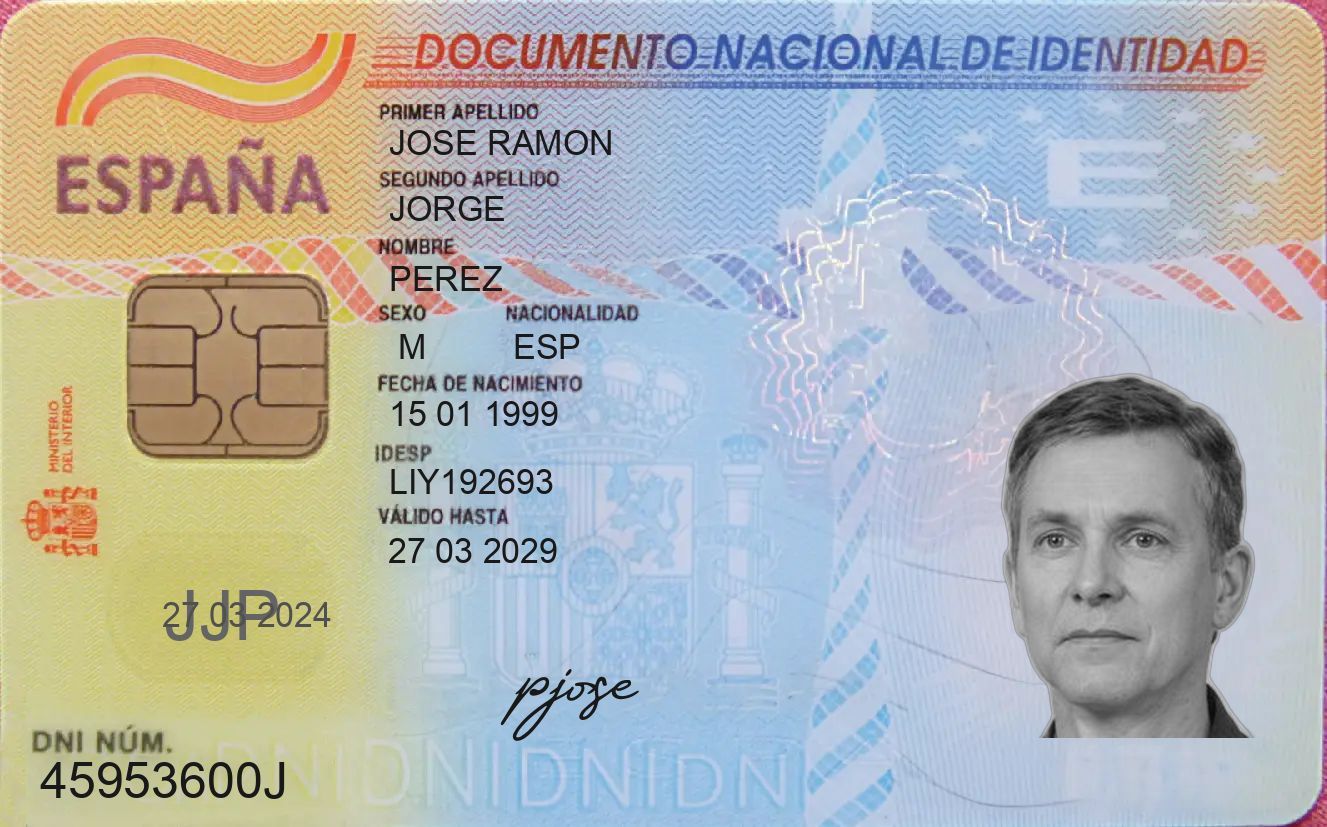 DOCUMENTO NACIONAL DE IDENTIDAD
ESPAÑA
PRIMER APELLIDO
JOSE RAMON
SEGUNDO APELLIDO
JORGE
NOMBRE
PEREZ
SEXO NACIONALIDAD
M ESP
FECHA DE NACIMIENTO
15 01 1999
IDESP
LIY192693
VÁLIDO HASTA
27 03 2029
MINISTERIO
DEL INTERIOR
E
27 03 2024
JJP
pjose
DNI NÚM.
45953600J
DNIDNIDNIDNI